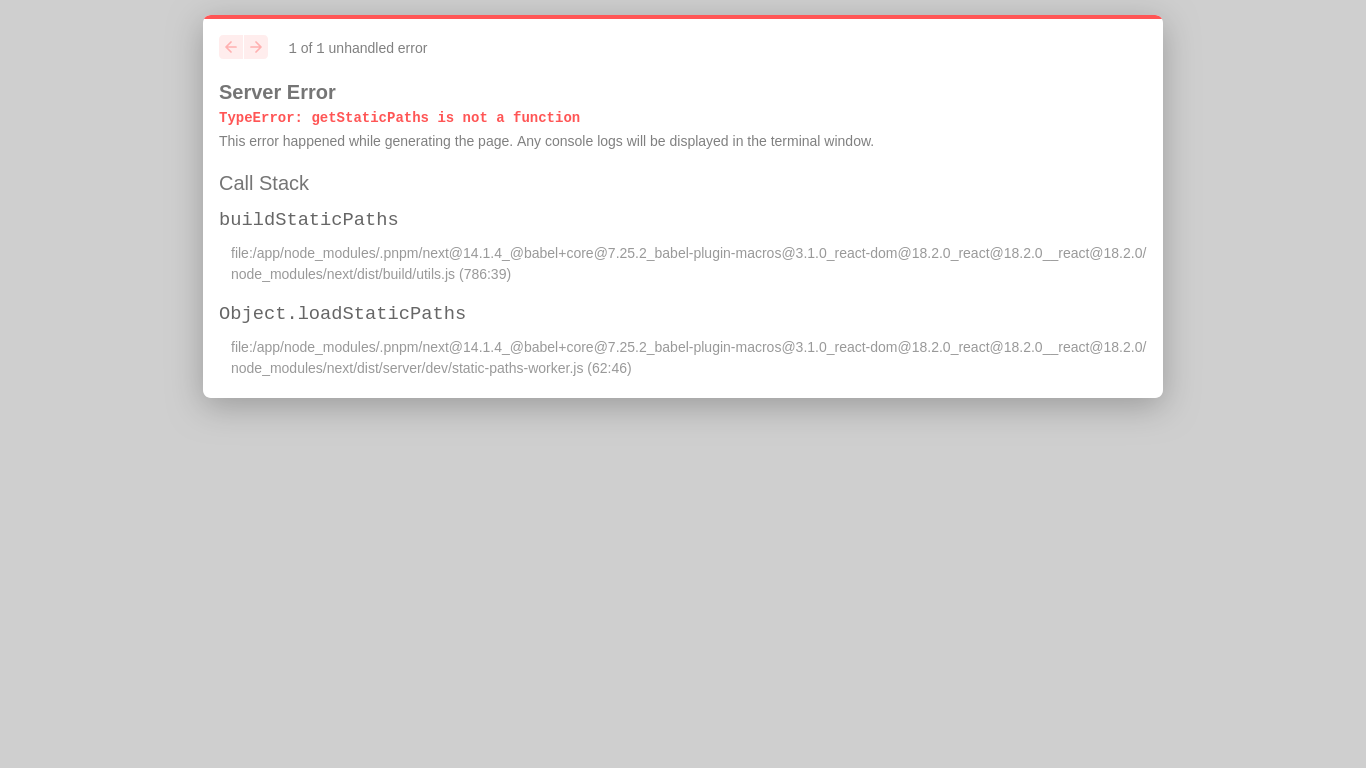 1 of 1 unhandled error
Server Error
TypeError: getStaticPaths is not a function
This error happened while generating the page. Any console logs will be displayed in the terminal window.
Call Stack
buildStaticPaths
file:/app/node_modules/.pnpm/next@14.1.4_@babel+core@7.25.2_babel-plugin-macros@3.1.0_react-dom@18.2.0_react@18.2.0__react@18.2.0/
node_modules/next/dist/build/utils.js (786:39)
Object.loadStaticPaths
file:/app/node_modules/.pnpm/next@14.1.4_@babel+core@7.25.2_babel-plugin-macros@3.1.0_react-dom@18.2.0_react@18.2.0__react@18.2.0/
node_modules/next/dist/server/dev/static-paths-worker.js (62:46)